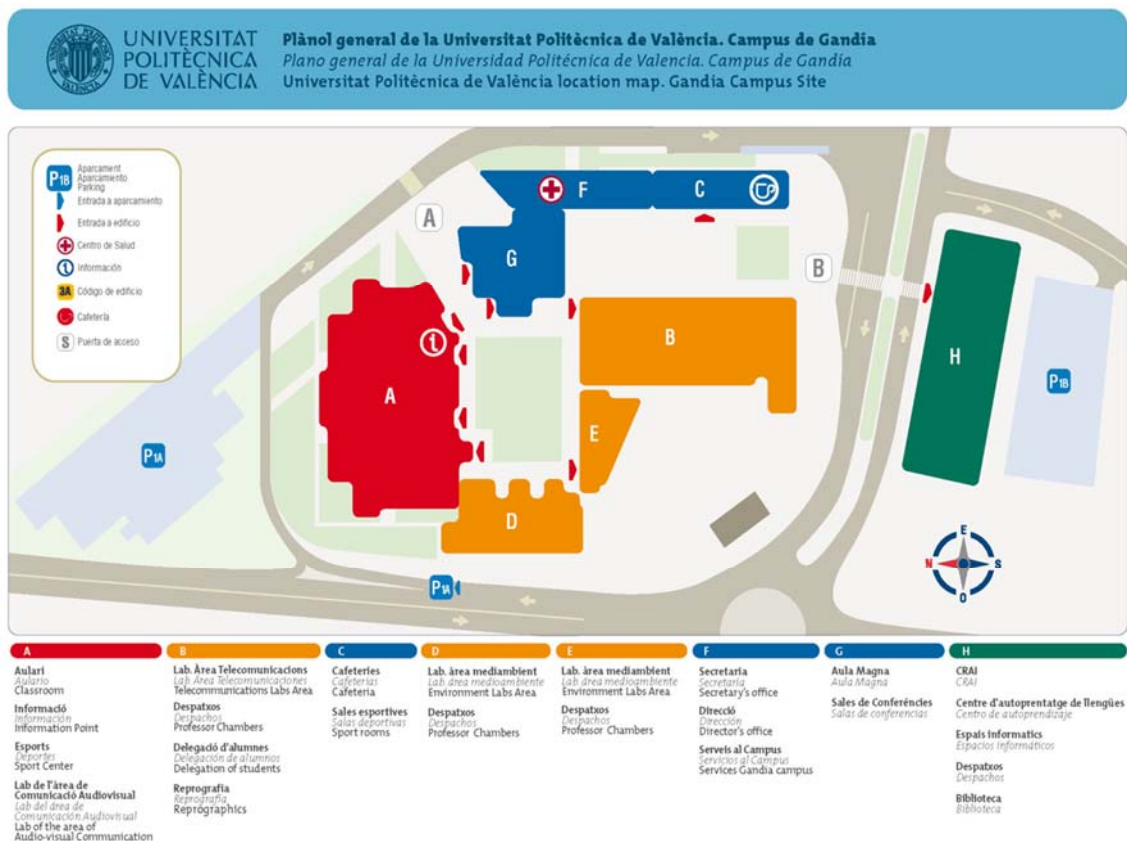 UNIVERSITAT
POLITÈCNICA
DE VALÈNCIA
Plànol general de la Universitat Politècnica de València. Campus de Gandia
Plano general de la Universidad Politécnica de Valencia. Campus de Gandia
Universitat Politècnica de València location map. Gandia Campus Site
P1B
Aparcament
Aparcamiento
Parking
Entrada a aparcamiento
Entrada a edificio
Centro de Salud
i
Información
3A
Código de edificio
Cafetería
S
Puerta de acceso
A
F
C
G
B
B
H
P1B
A
i
E
P1A
D
P1A
E
N
S
O
A
Aulari
Aulario
Classroom
Informació
Información
Information Point
Esports
Deportes
Sport Center
Lab de l'àrea de
Comunicació Audiovisual
Lab del área de
Comunicación Audiovisual
Lab of the area of
Audio-visual Communication
B
Lab. Àrea Telecomunicacions
Lab Área Telecomunicaciones
Telecommunications Labs Area
Despatxos
Despachos
Professor Chambers
Delegació d'alumnes
Delegación de alumnos
Delegation of students
Reprografia
Reprografía
Reprographics
C
Cafeteries
Cafeterías
Cafeteria
Sales esportives
Salas deportivas
Sport rooms
D
Lab. àrea mediambient
Lab área medioambiente
Environment Labs Area
Despatxos
Despachos
Professor Chambers
E
Lab. àrea mediambient
Lab área medioambiente
Environment Labs Area
Despatxos
Despachos
Professor Chambers
F
Secretaria
Secretaría
Secretary's office
Direcció
Dirección
Director's office
Serveis al Campus
Servicios al Campus
Services Gandia campus
G
Aula Magna
Aula Magna
Sales de Conferències
Salas de conferencias
H
CRAI
CRAI
Centre d'autoprentatge de llengües
Centro de autoprendizaje
Espais informatics
Espacios informáticos
Despatxos
Despachos
Biblioteca
Biblioteca